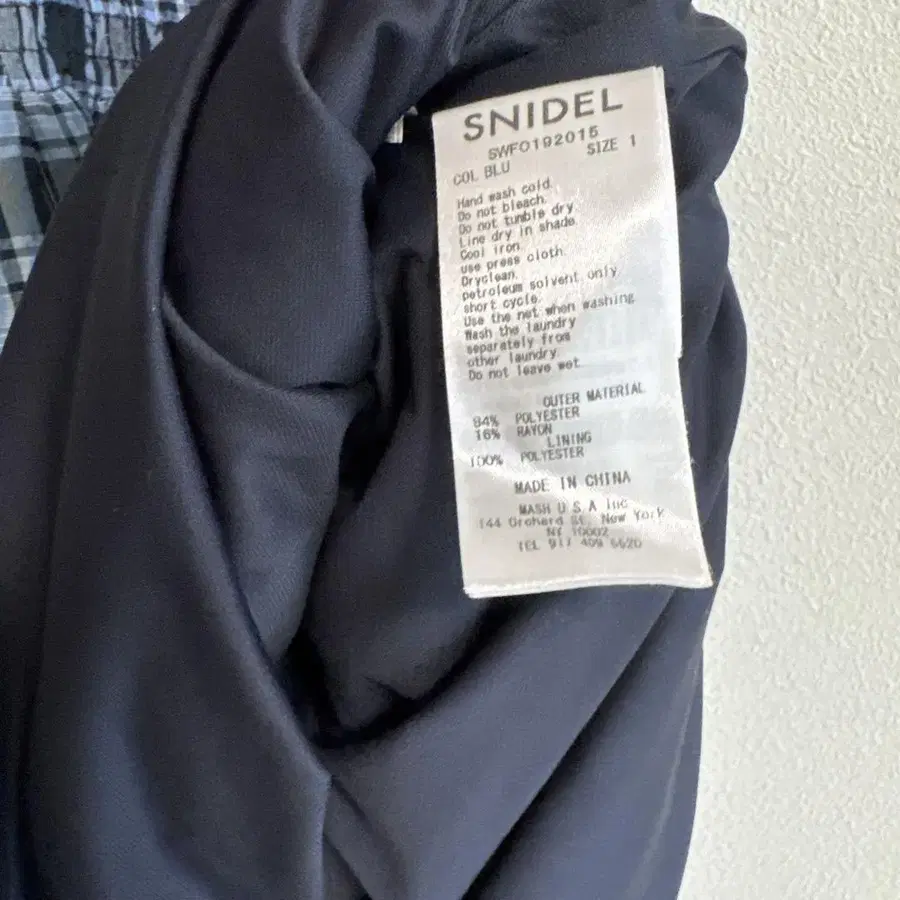 SNIDEL
SWFO192015
COL BLU SIZE 1
Hand wash cold.
Do not bleach.
Do not tumble dry.
Line dry in shade.
Cool iron.
use press cloth.
Dryclean.
petroleum solvent only.
short cycle.
Use the net when washing
Wash the laundry
separately from
other laundry.
Do not leave wet.
OUTER MATERIAL
84% POLYESTER
16% RAYON
LINING
100% POLYESTER
MADE IN CHINA
MASH U S A Inc
144 Orchard St. New York
NY 10002
TEL 917 409 5620